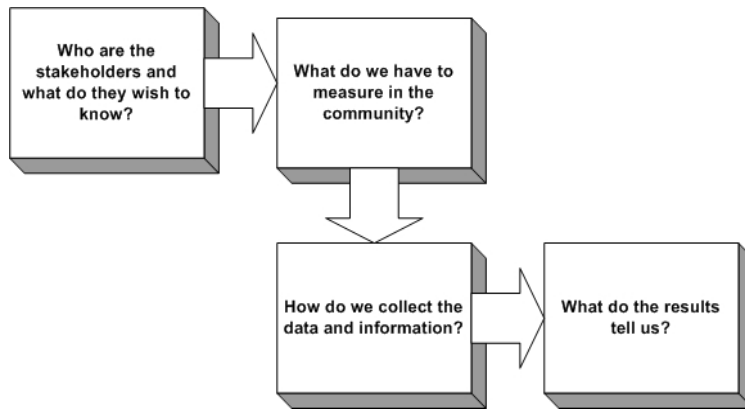 Who are the
stakeholders and
what do they wish to
know?
What do we have to
measure in the
community?
How do we collect the
data and information?
What do the results
tell us?